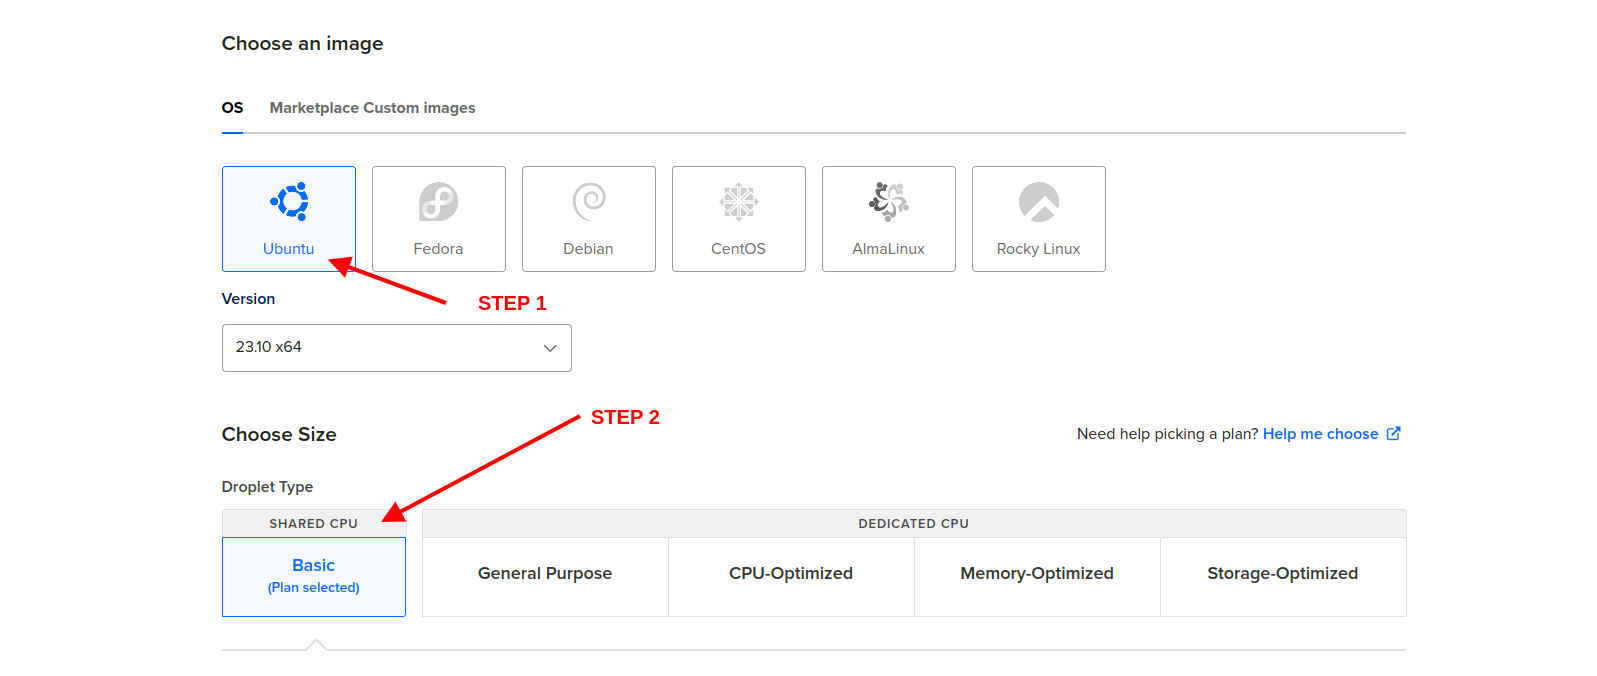 Choose an image
OS Marketplace Custom images
Ubuntu Fedora Debian CentOS AlmaLinux Rocky Linux
Version
STEP 1
23.10 x64
STEP 2
Choose Size
Need help picking a plan? Help me choose
Droplet Type
SHARED CPU DEDICATED CPU
Basic
(Plan selected)
General Purpose CPU-Optimized Memory-Optimized Storage-Optimized